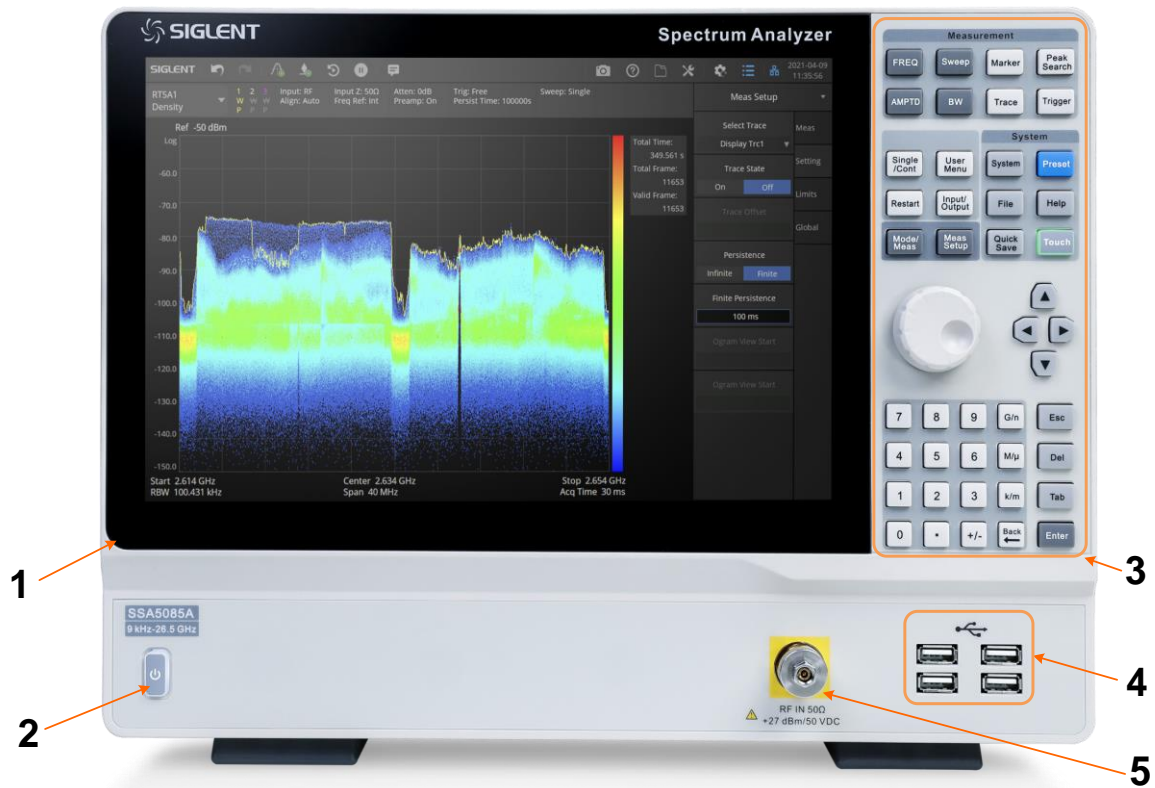 SIGLENT
Spectrum Analyzer
SIGLENT
2021-04-09
11:35:56
RTSA1
Density
1 2 3
W W W
P P P
Input: RF
Align: Auto
Input Z: 50Ω
Freq Ref: Int
Atten: 0dB
Preamp: On
Trig: Free
Persist Time: 100000s
Sweep: Single
Meas Setup
Ref -50 dBm
Log
-60.0
-70.0
-80.0
-90.0
-100.0
-110.0
-120.0
-130.0
-140.0
-150.0
Total Time:
349.561 s
Total Frame:
11653
Valid Frame:
11653
Select Trace
Display Trc1
Trace State
On Off
Trace Offset
Persistence
Infinite Finite
Finite Persistence
100 ms
Ogram View Start
Ogram View Start
Meas
Setting
Limits
Global
Start 2.614 GHz
Center 2.634 GHz
Stop 2.654 GHz
RBW 100.431 kHz
Span 40 MHz
Acq Time 30 ms
Measurement
FREQ
Sweep
Marker
Peak
Search
AMPTD
BW
Trace
Trigger
System
Single
/Cont
User
Menu
System
Preset
Restart
Input/
Output
File
Help
Mode/
Meas
Meas
Setup
Quick
Save
Touch
7 8 9 G/n Esc
4 5 6 M/µ Del
1 2 3 k/m Tab
0 . +/- Back Enter
1
3
SSA5085A
9 kHz-26.5 GHz
2
RF IN 50Ω
+27 dBm/50 VDC
4
5